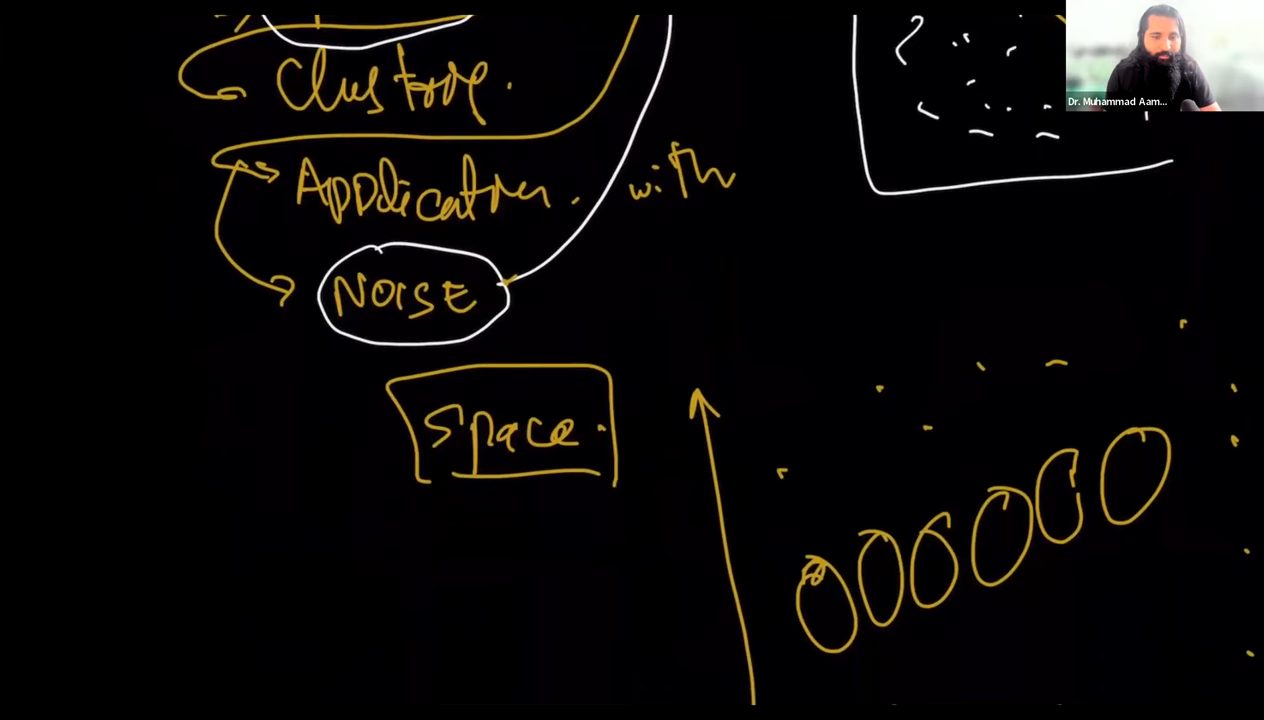 Clustering.
Application. with
NOISE
Space.
Dr. Muhammad Aam...